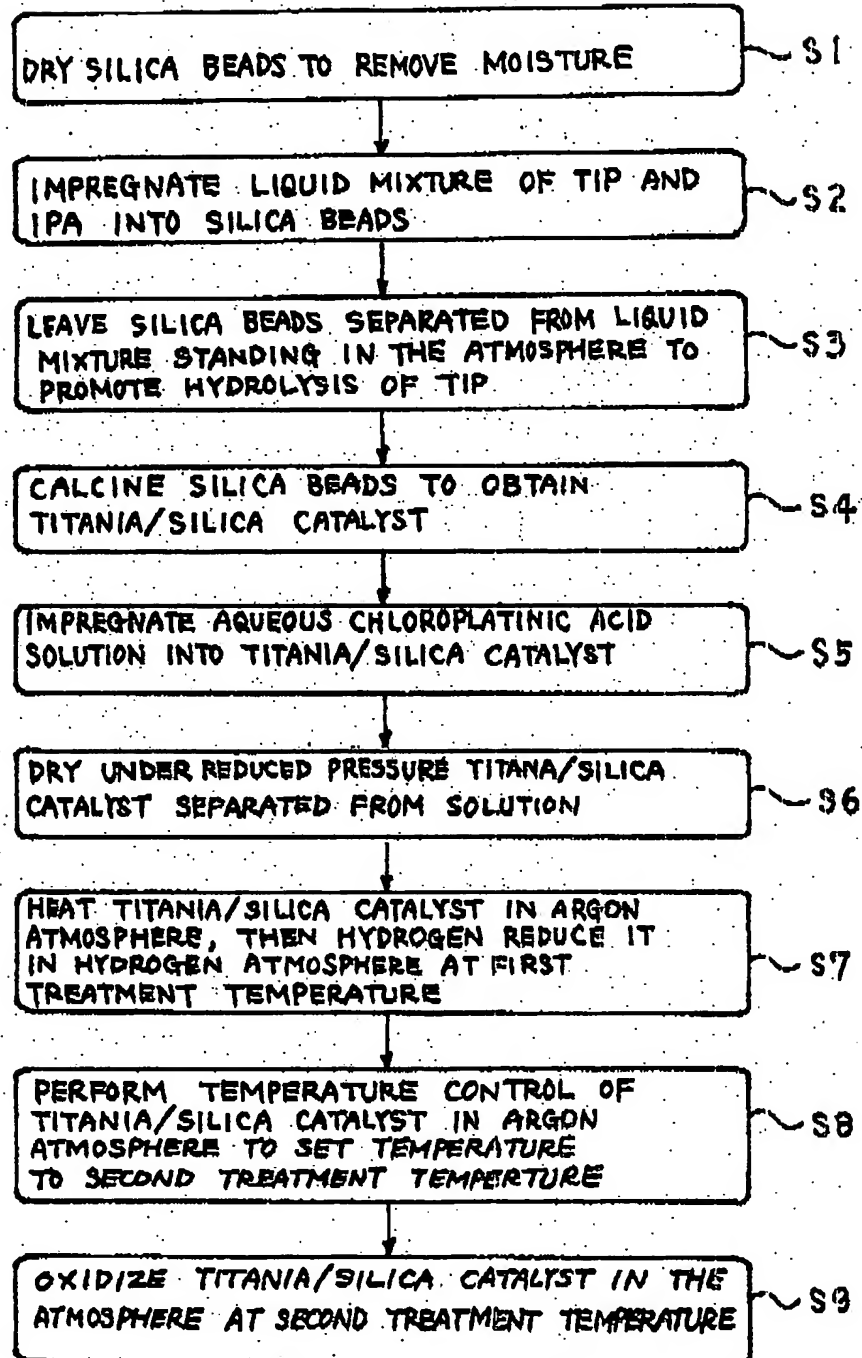 DRY SILICA BEADS TO REMOVE MOISTURE
S1
IMPREGNATE LIQUID MIXTURE OF TIP AND
IPA INTO SILICA BEADS
S2
LEAVE SILICA BEADS SEPARATED FROM LIQUID
MIXTURE STANDING IN THE ATMOSPHERE TO
PROMOTE HYDROLYSIS OF TIP
S3
CALCINE SILICA BEADS TO OBTAIN
TITANIA/SILICA CATALYST
S4
IMPREGNATE AQUEOUS CHLOROPLATINIC ACID
SOLUTION INTO TITANIA/SILICA CATALYST
S5
DRY UNDER REDUCED PRESSURE TITANA/SILICA
CATALYST SEPARATED FROM SOLUTION
S6
HEAT TITANIA/SILICA CATALYST IN ARGON
ATMOSPHERE, THEN HYDROGEN REDUCE IT
IN HYDROGEN ATMOSPHERE AT FIRST
TREATMENT TEMPERATURE
S7
PERFORM TEMPERATURE CONTROL OF
TITANIA/SILICA CATALYST IN ARGON
ATMOSPHERE TO SET TEMPERATURE
TO SECOND TREATMENT TEMPERTURE
S8
OXIDIZE TITANIA/SILICA CATALYST IN THE
ATMOSPHERE AT SECOND TREATMENT TEMPERATURE
S9